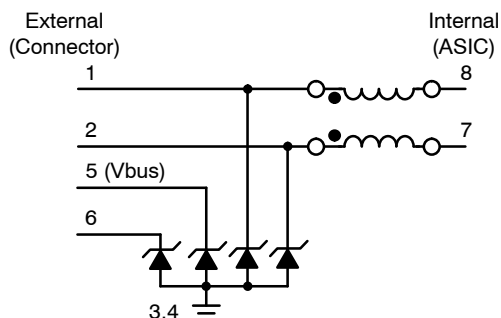 External
(Connector)
Internal
(ASIC)
1
8
2
7
5 (Vbus)
6
3,4